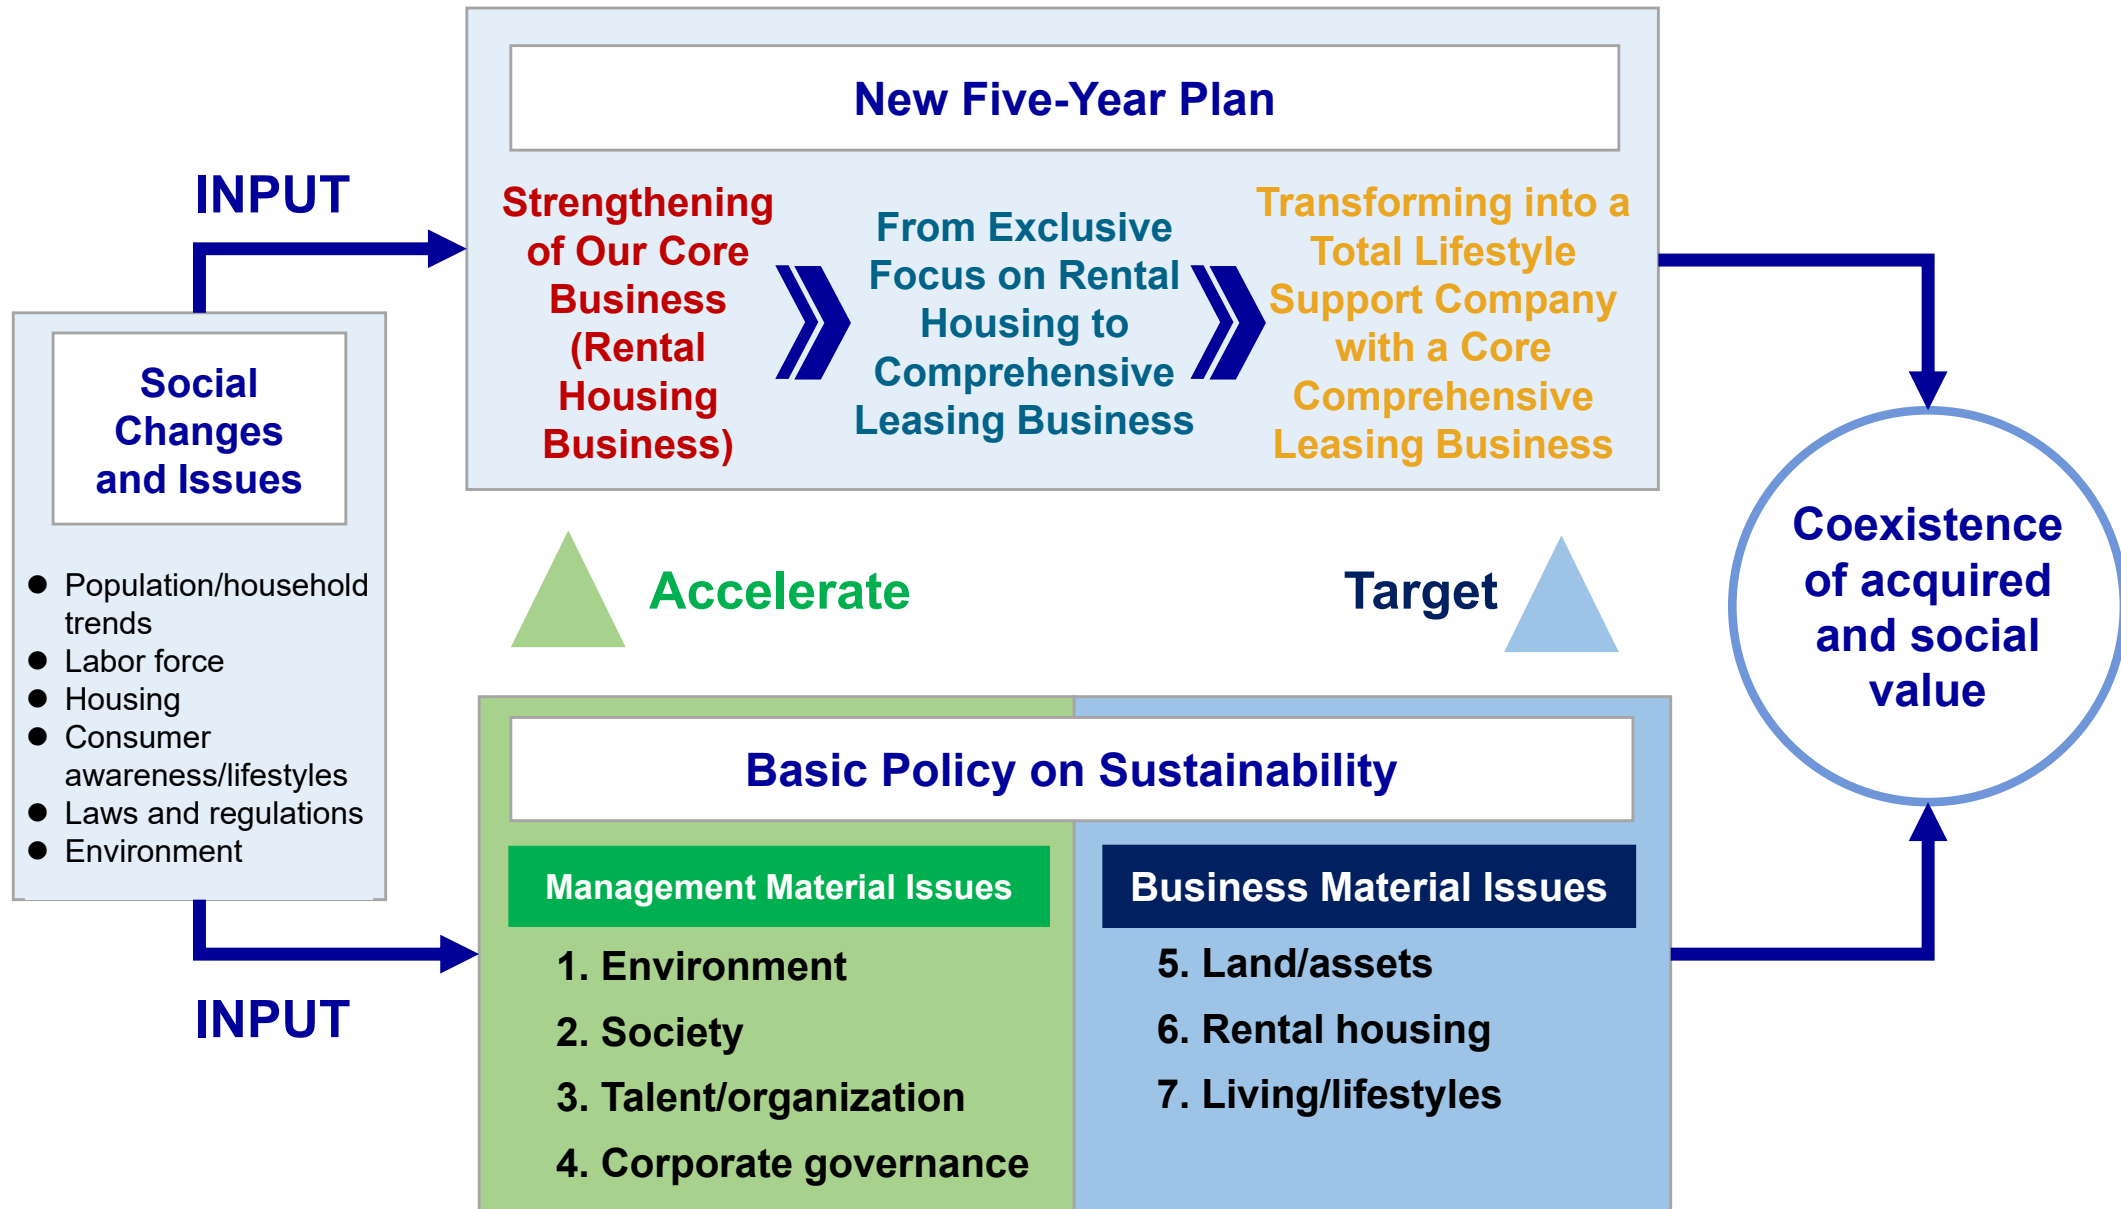 New Five-Year Plan
INPUT
Strengthening
of Our Core
Business
(Rental
Housing
Business)
From Exclusive
Focus on Rental
Housing to
Comprehensive
Leasing Business
Transforming into a
Total Lifestyle
Support Company
with a Core
Comprehensive
Leasing Business
Social
Changes
and Issues
● Population/household
trends
● Labor force
● Housing
● Consumer
awareness/lifestyles
● Laws and regulations
● Environment
Accelerate
Target
Coexistence
of acquired
and social
value
INPUT
Basic Policy on Sustainability
Management Material Issues
1. Environment
2. Society
3. Talent/organization
4. Corporate governance
Business Material Issues
5. Land/assets
6. Rental housing
7. Living/lifestyles